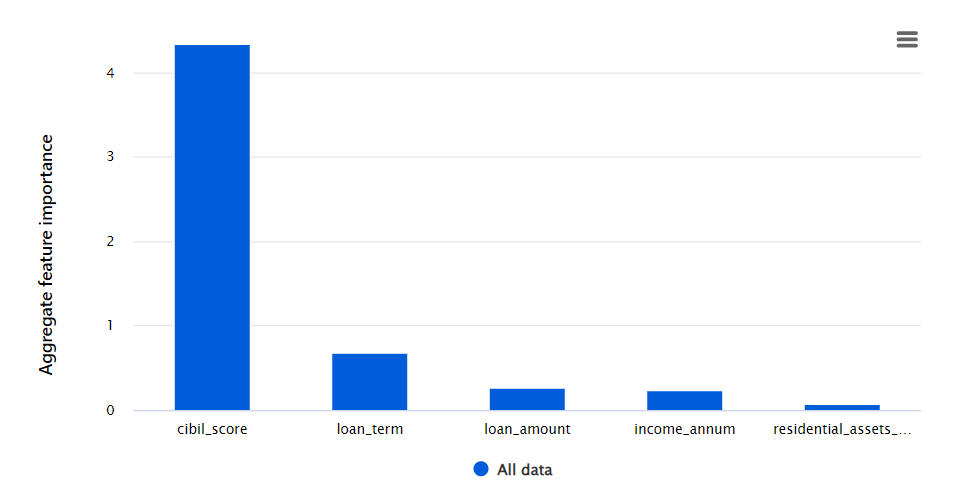 Aggregate feature importance
4
3
2
1
0
cibil_score
loan_term
loan_amount
income_annum
residential_assets_...
All data